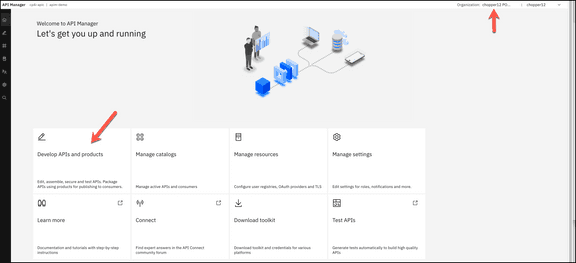 API Manager
Organization: chopper12 PO...
chopper12
Welcome to API Manager
Let's get you up and running
Develop APIs and products
Edit, assemble, secure and test APIs. Package
APIs using products for publishing to consumers.
Manage catalogs
Manage active APIs and consumers
Manage resources
Configure user registries, OAuth providers and TLS
Manage settings
Edit settings for roles, notifications and more
Learn more
Documentation and tutorials with step-by-step
instructions
Connect
Find expert answers in the API Connect
community forum
Download toolkit
Download toolkit and credentials for various
platforms
Test APIs
Generate tests automatically to build high-quality
APIs.